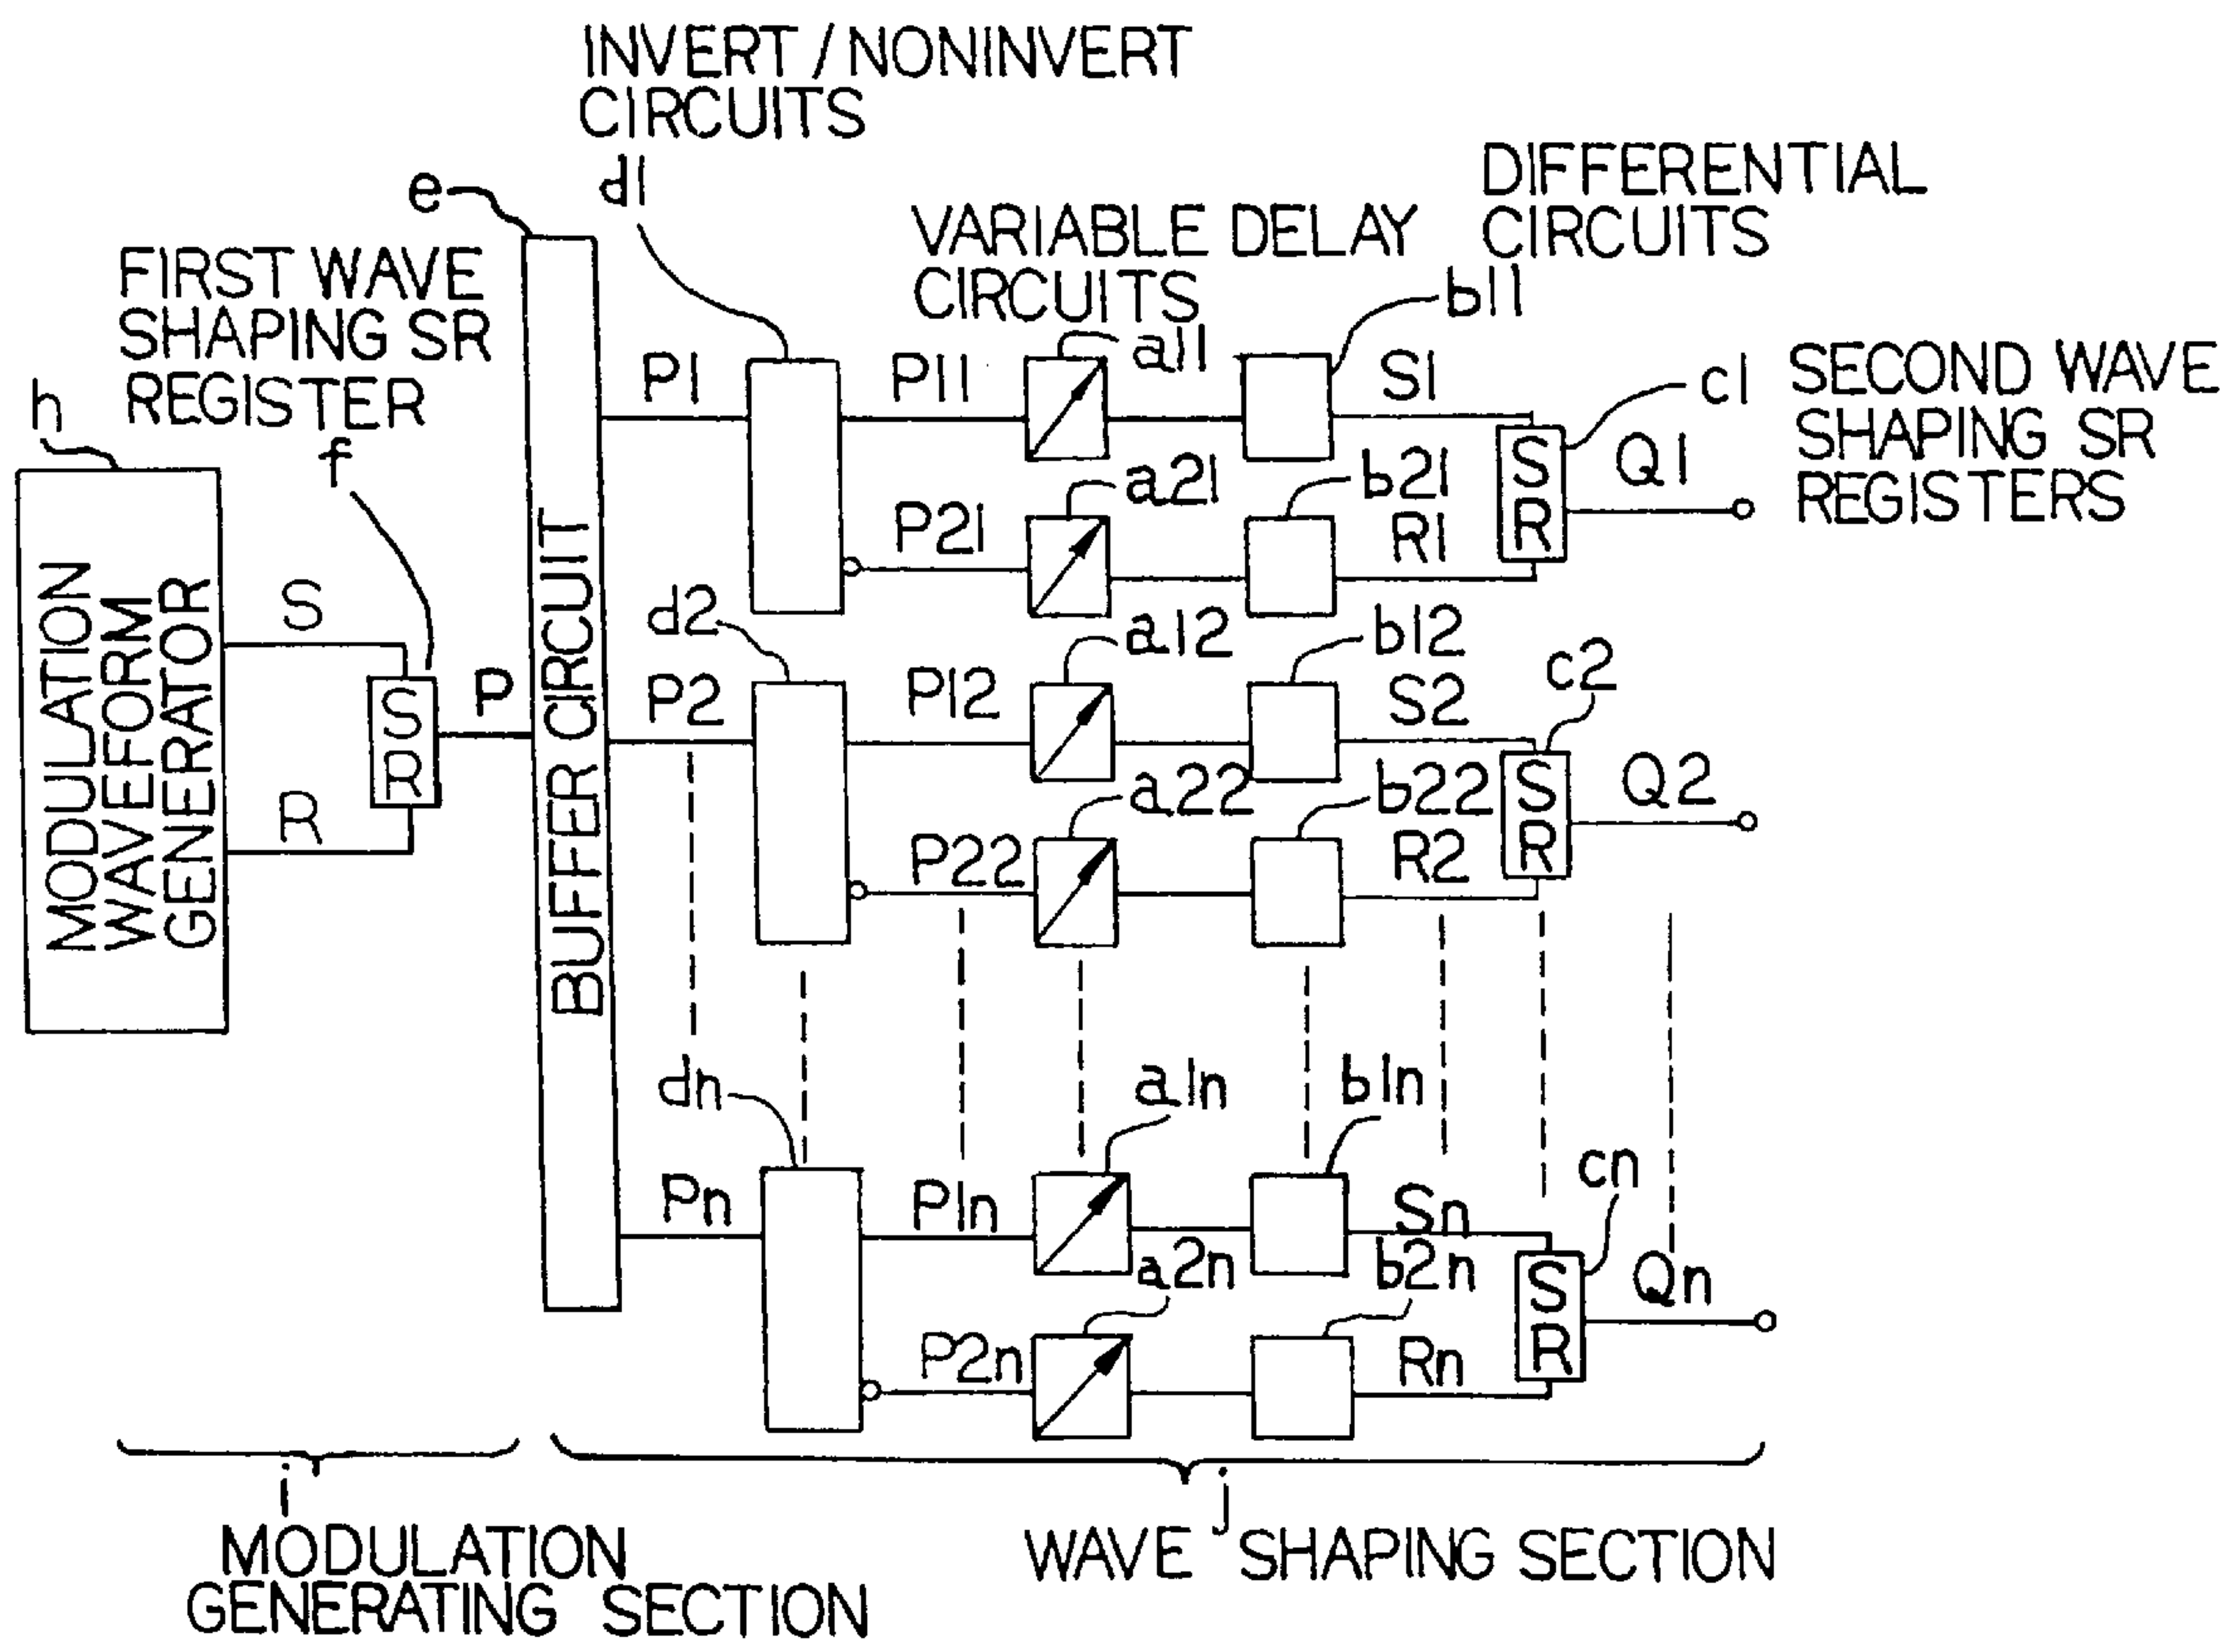 INVERT/NONINVERT
CIRCUITS
d1
e
DIFFERENTIAL
CIRCUITS
VARIABLE DELAY
CIRCUITS
FIRST WAVE
SHAPING SR
REGISTER
f
h
b11
a11
P1
P11
S1
c1
SECOND WAVE
SHAPING SR
REGISTERS
S
R
Q1
a21
b21
P21
R1
MODULATION
WAVEFORM
GENERATOR
S
R
S
R
P
BUFFER CIRCUIT
d2
a12
b12
c2
P2
P12
S2
S
R
Q2
a22
b22
P22
R2
dn
a1n
b1n
cn
Pn
P1n
Sn
S
R
Qn
a2n
b2n
P2n
Rn
i
MODULATION
GENERATING SECTION
j
WAVE SHAPING SECTION